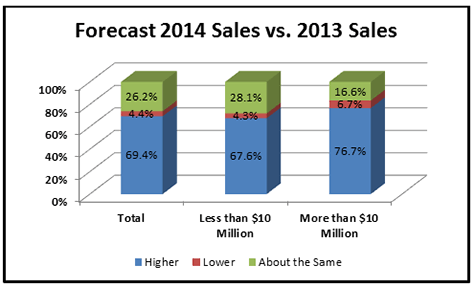 Forecast 2014 Sales vs. 2013 Sales
100%
80%
60%
40%
20%
0%
26.2%
4.4%
69.4%
28.1%
4.3%
67.6%
16.6%
6.7%
76.7%
Total
Less than $10
Million
More than $10
Million
Higher
Lower
About the Same